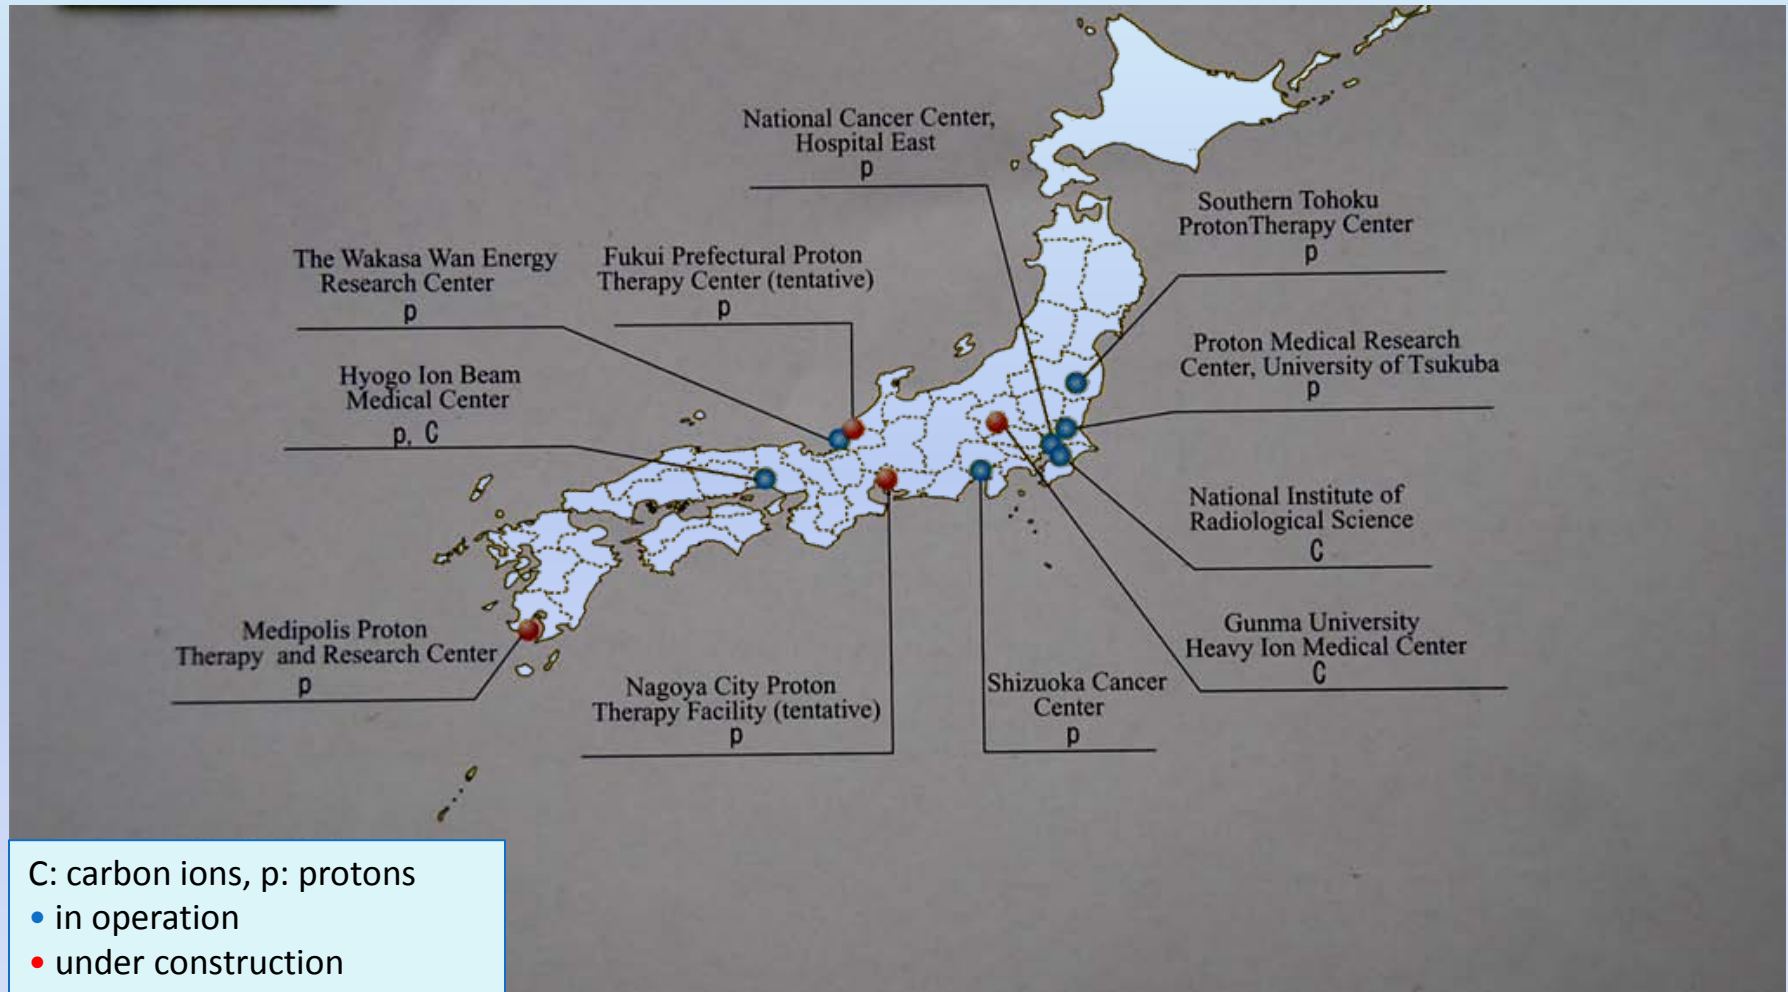 National Cancer Center,
Hospital East
p
Southern Tohoku
ProtonTherapy Center
p
The Wakasa Wan Energy
Research Center
p
Fukui Prefectural Proton
Therapy Center (tentative)
p
Proton Medical Research
Center, University of Tsukuba
p
Hyogo Ion Beam
Medical Center
p, C
National Institute of
Radiological Science
C
Gunma University
Heavy Ion Medical Center
C
Medipolis Proton
Therapy and Research Center
p
Nagoya City Proton
Therapy Facility (tentative)
p
Shizuoka Cancer
Center
p
C: carbon ions, p: protons
• in operation
• under construction